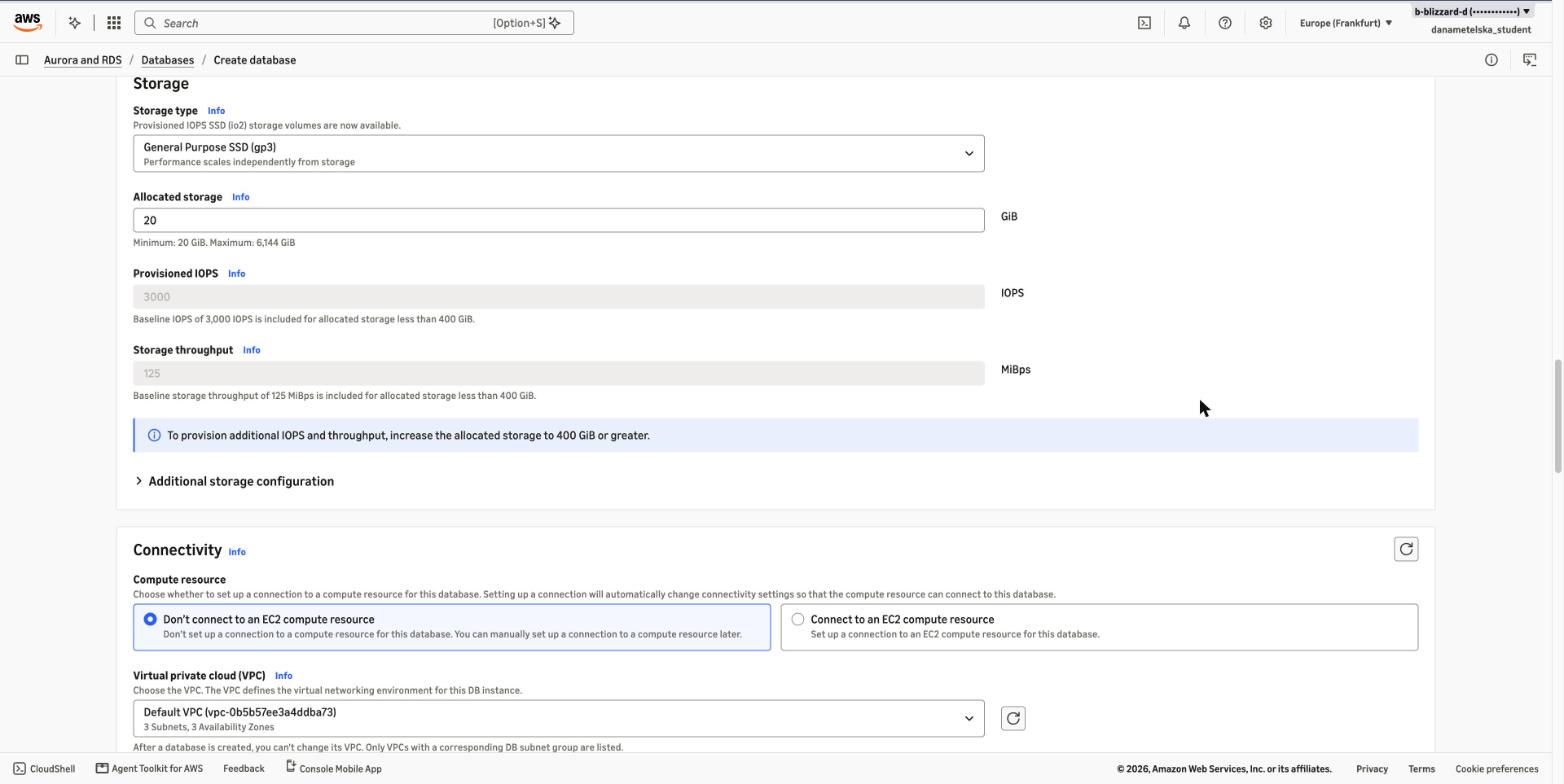 aws
Search
[Option+S]
Europe (Frankfurt) ▼
b-blizzard-d (••••••••••••) ▼
danametelska_student
Aurora and RDS / Databases / Create database
Storage
Storage type Info
Provisioned IOPS SSD (io2) storage volumes are now available.
General Purpose SSD (gp3)
Performance scales independently from storage
Allocated storage Info
20
GiB
Minimum: 20 GiB. Maximum: 6,144 GiB
Provisioned IOPS Info
3000
IOPS
Baseline IOPS of 3,000 IOPS is included for allocated storage less than 400 GiB.
Storage throughput Info
125
MiBps
Baseline storage throughput of 125 MiBps is included for allocated storage less than 400 GiB.
To provision additional IOPS and throughput, increase the allocated storage to 400 GiB or greater.
Additional storage configuration
Connectivity Info
Compute resource
Choose whether to set up a connection to a compute resource for this database. Setting up a connection will automatically change connectivity settings so that the compute resource can connect to this database.
Don't connect to an EC2 compute resource
Don't set up a connection to a compute resource for this database. You can manually set up a connection to a compute resource later.
Connect to an EC2 compute resource
Set up a connection to an EC2 compute resource for this database.
Virtual private cloud (VPC) Info
Choose the VPC. The VPC defines the virtual networking environment for this DB instance.
Default VPC (vpc-0b5b57ee3a4ddba73)
3 Subnets, 3 Availability Zones
After a database is created, you can't change its VPC. Only VPCs with a corresponding DB subnet group are listed.
CloudShell
Agent Toolkit for AWS
Feedback
Console Mobile App
© 2026, Amazon Web Services, Inc. or its affiliates.
Privacy
Terms
Cookie preferences